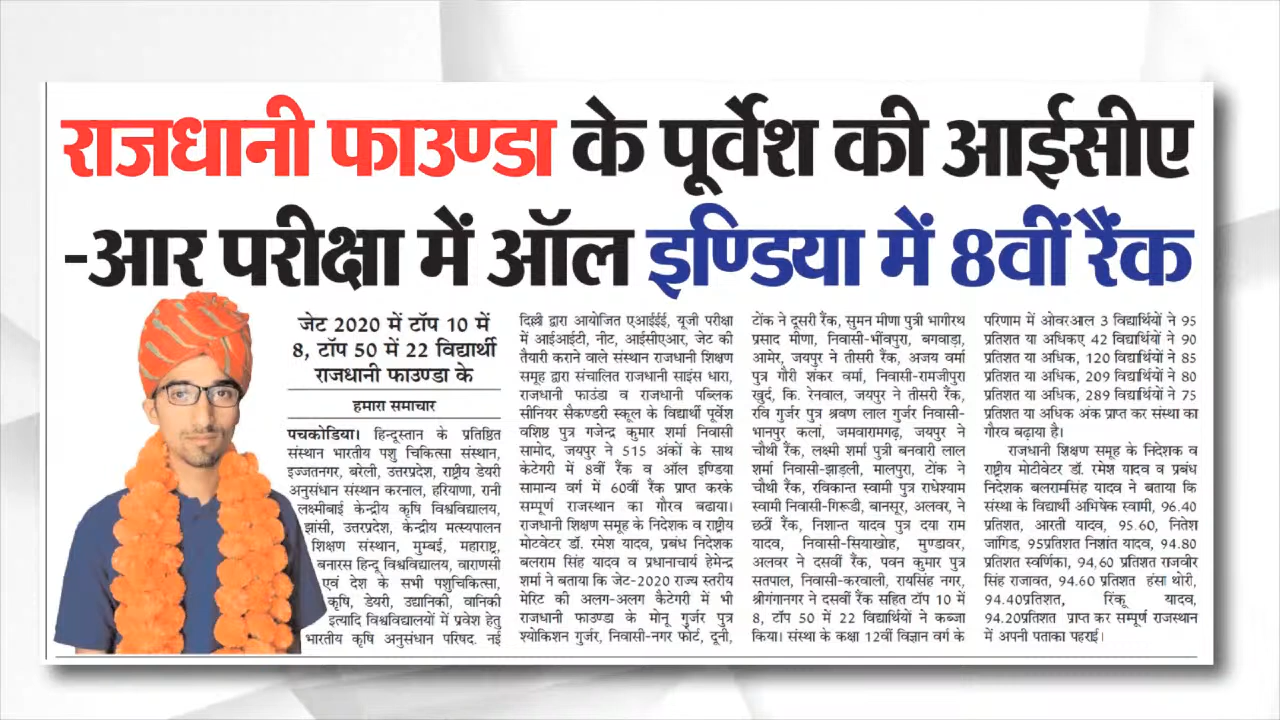 राजधानी फाउण्डा के पूर्वेश की आईसीए
-आर परीक्षा में ऑल इण्डिया में 8वीं रैंक
जेट 2020 में टॉप 10 में
8, टॉप 50 में 22 विद्यार्थी
राजधानी फाउण्डा के
हमारा समाचार
पचकोडिया। हिन्दुस्तान के प्रतिष्ठित
संस्थान भारतीय पशु चिकित्सा संस्थान,
इज्जतनगर, बरेली, उत्तरप्रदेश, राष्ट्रीय डेयरी
अनुसंधान संस्थान करनाल, हरियाणा, रानी
लक्ष्मीबाई केन्द्रीय कृषि विश्वविद्यालय,
झांसी, उत्तरप्रदेश, केन्द्रीय मत्स्यपालन
शिक्षण संस्थान, मुम्बई, महाराष्ट्र,
बनारस हिन्दू विश्वविद्यालय, वाराणसी
एवं देश के सभी पशुचिकित्सा,
कृषि, डेयरी, उद्यानिकी, वानिकी
इत्यादि विश्वविद्यालयों में प्रवेश हेतु
भारतीय कृषि अनुसंधान परिषद. नई
दिल्ली द्वारा आयोजित एआईईई, यूजी परीक्षा
में आईआईटी, नीट, आईसीएआर, जेट की
तैयारी कराने वाले संस्थान राजधानी शिक्षण
समूह द्वारा संचालित राजधानी साइंस धारा,
राजधानी फाउंडा व राजधानी पब्लिक
सीनियर सैकण्डरी स्कूल के विद्यार्थी पूर्वेश
वशिष्ठ पुत्र गजेन्द्र कुमार शर्मा निवासी
सामोद, जयपुर ने 515 अंकों के साथ
केटेगरी में 8वीं रैंक व ऑल इण्डिया
सामान्य वर्ग में 60वीं रैंक प्राप्त करके
सम्पूर्ण राजस्थान का गौरव बढाया।
राजधानी शिक्षण समूह के निदेशक व राष्ट्रीय
मोटवेटर डॉ. रमेश यादव, प्रबंध निदेशक
बलराम सिंह यादव व प्रधानाचार्य हेमेन्द्र
शर्मा ने बताया कि जेट-2020 राज्य स्तरीय
मेरिट की अलग-अलग कैटेगरी में भी
राजधानी फाउण्डा के मोनू गुर्जर पुत्र
श्योकिशन गुर्जर, निवासी-नगर फोर्ट, दूनी,
टोंक ने दूसरी रैंक, सुमन मीणा पुत्री भागीरथ
प्रसाद मीणा, निवासी-भींवपुरा, बगवाड़ा,
आमेर, जयपुर ने तीसरी रैंक, अजय वर्मा
पुत्र गौरी शंकर वर्मा, निवासी-रामजीपुरा
खुर्द, कि. रेनवाल, जयपुर ने तीसरी रैंक,
रवि गुर्जर पुत्र श्रवण लाल गुर्जर निवासी-
भानपुर कलां, जमवारामगढ़, जयपुर ने
चौथी रैंक, लक्ष्मी शर्मा पुत्री बनवारी लाल
शर्मा निवासी-झाड़ली, मालपुरा, टोंक ने
चौथी रैंक, रविकान्त स्वामी पुत्र राधेश्याम
स्वामी निवासी-गिरूडी, बानसूर, अलवर, ने
छठीं रैंक, निशान्त यादव पुत्र दया राम
यादव, निवासी-सियाखोह, मुण्डावर,
अलवर ने दसवीं रैंक, पवन कुमार पुत्र
सतपाल, निवासी-करवाली, रायसिंह नगर,
श्रीगंगानगर ने दसवीं रैंक सहित टॉप 10 में
8, टॉप 50 में 22 विद्यार्थियों ने कब्जा
किया। संस्था के कक्षा 12वीं विज्ञान वर्ग के
परिणाम में ओवरआल 3 विद्यार्थियों ने 95
प्रतिशत या अधिकए 42 विद्यार्थियों ने 90
प्रतिशत या अधिक, 120 विद्यार्थियों ने 85
प्रतिशत या अधिक, 209 विद्यार्थियों ने 80
प्रतिशत या अधिक, 289 विद्यार्थियों ने 75
प्रतिशत या अधिक अंक प्राप्त कर संस्था का
गौरव बढ़ाया है।
राजधानी शिक्षण समूह के निदेशक व
राष्ट्रीय मोटीवेटर डॉ. रमेश यादव व प्रबंध
निदेशक बलरामसिंह यादव ने बताया कि
संस्था के विद्यार्थी अभिषेक स्वामी, 96.40
प्रतिशत, आरती यादव, 95.60, नितेश
जांगिड, 95प्रतिशत निशांत यादव, 94.80
प्रतिशत स्वर्णिका, 94,60 प्रतिशत राजवीर
सिंह राजावत, 94.60 प्रतिशत हंसा थोरी,
94.40प्रतिशत, रिंकू यादव,
94.20प्रतिशत प्राप्त कर सम्पूर्ण राजस्थान
में अपनी पताका पहराई।